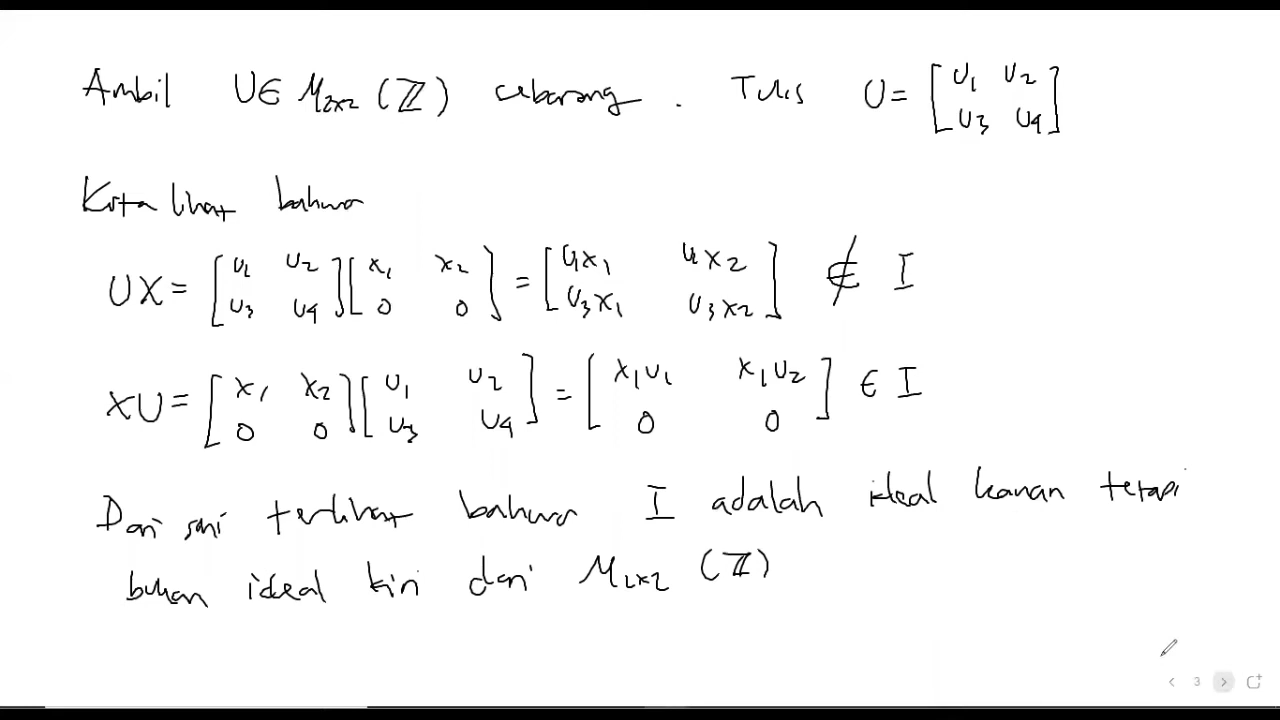 Ambil U ∈ M₂ₓ₂ (ℤ) sebarang. Tulis U = [U₁ U₂; U₃ U₄]
Kita lihat bahwa
UX = [U₁ U₂; U₃ U₄][X₁ X₂; 0 0] = [U₁X₁ U₁X₂; U₃X₁ U₃X₂] ∉ I
XU = [X₁ X₂; 0 0][U₁ U₂; U₃ U₄] = [X₁U₁ X₁U₂; 0 0] ∈ I
Dari sini terlihat bahwa I adalah ideal kanan tetapi
bukan ideal kiri dari M₂ₓ₂ (ℤ)
3